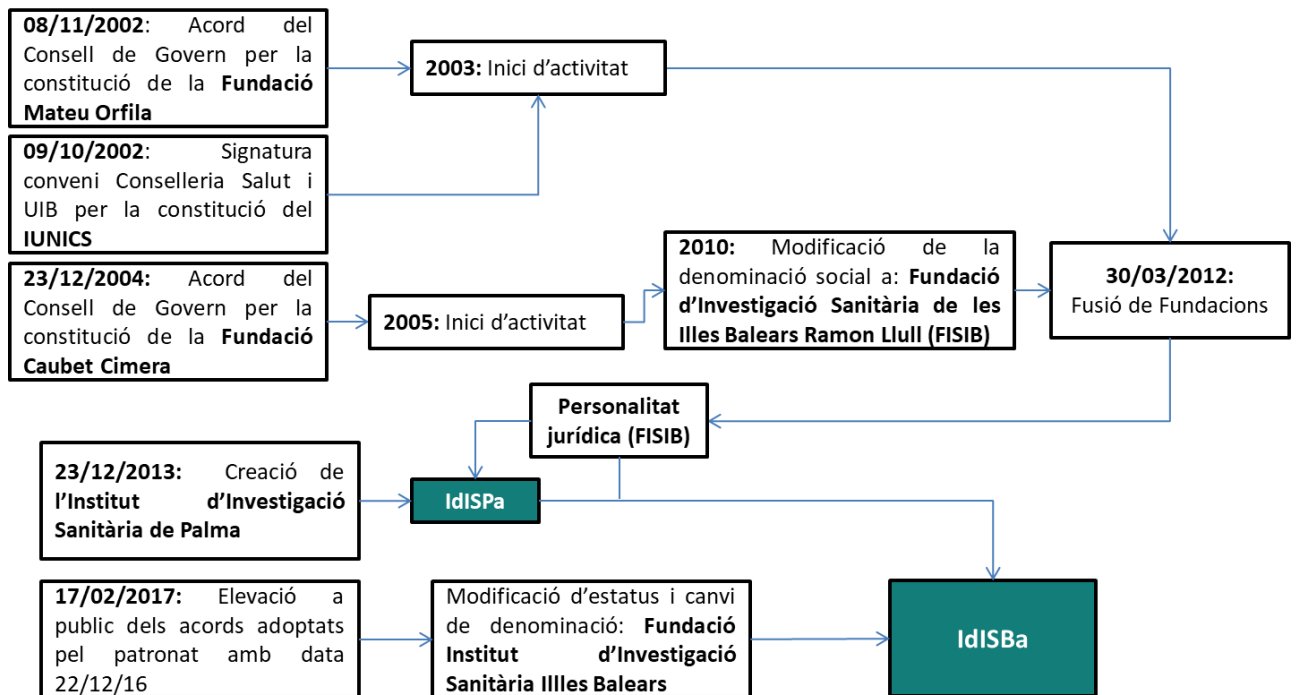 08/11/2002: Acord del
Consell de Govern per la
constitució de la Fundació
Mateu Orfila
2003: Inici d’activitat
09/10/2002: Signatura
conveni Conselleria Salut i
UIB per la constitució del
IUNICS
23/12/2004: Acord del
Consell de Govern per la
constitució de la Fundació
Caubet Cimera
2005: Inici d’activitat
2010: Modificació de la
denominació social a: Fundació
d’Investigació Sanitària de les
Illes Balears Ramon Llull (FISIB)
30/03/2012:
Fusió de Fundacions
Personalitat
jurídica (FISIB)
23/12/2013: Creació de
l’Institut d’Investigació
Sanitària de Palma
IdISPa
17/02/2017: Elevació a
public dels acords adoptats
pel patronat amb data
22/12/16
Modificació d’estatus i canvi
de denominació: Fundació
Institut d’Investigació
Sanitària Illlles Balears
IdISBa